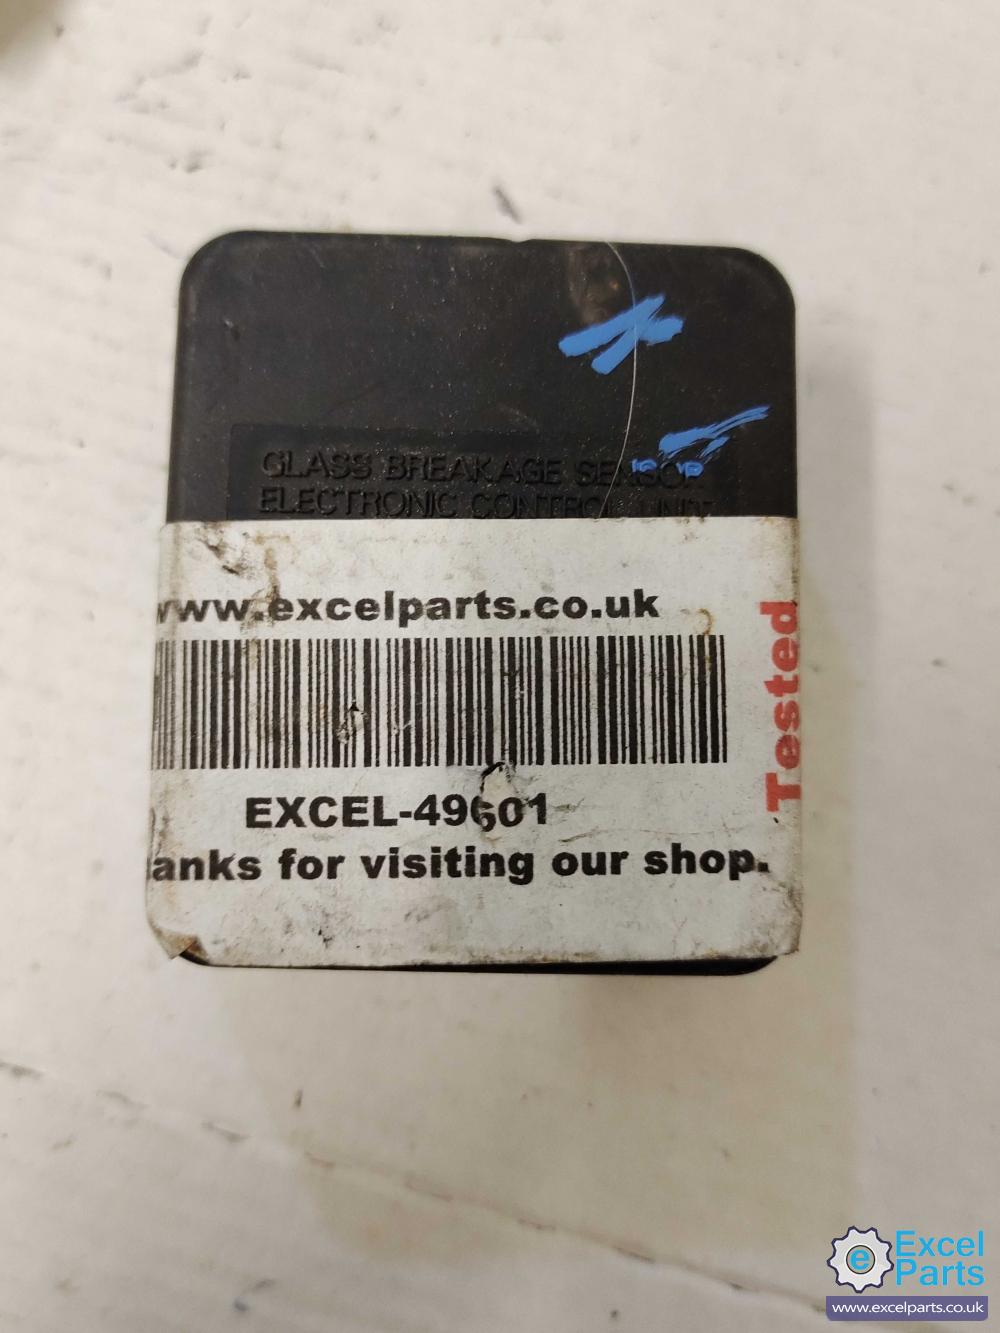 GLASS BREAKAGE SENSOR
ELECTRONIC CONTROL UNIT
www.excelparts.co.uk
Tested
EXCEL-49601
anks for visiting our shop.
e Excel
Parts
www.excelparts.co.uk